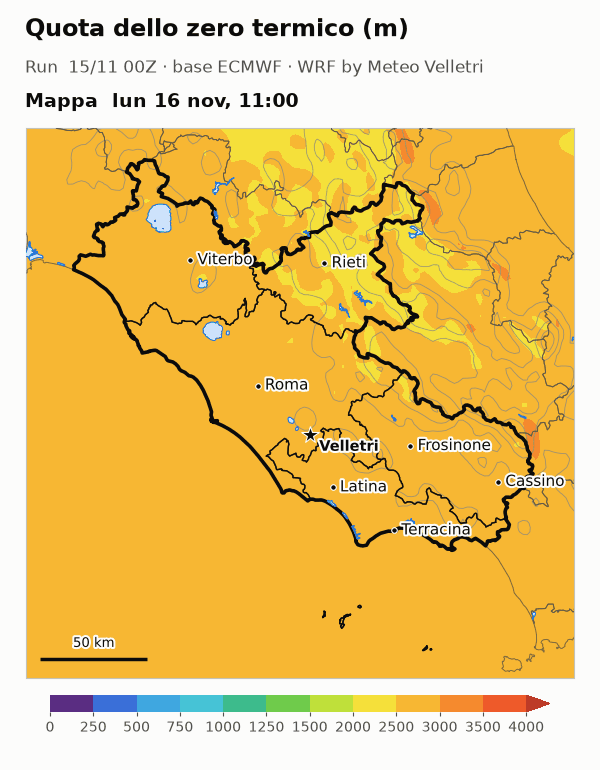 Quota dello zero termico (m)
Run  15/11 00Z · base ECMWF · WRF by Meteo Velletri
Mappa  lun 16 nov, 11:00
Viterbo
Rieti
Roma
Velletri
Frosinone
Latina
Cassino
Terracina
50 km
0 250 500 750 1000 1250 1500 2000 2500 3000 3500 4000